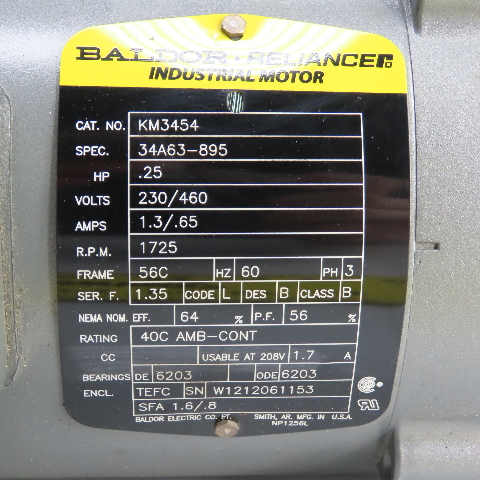 BALDOR · RELIANCER
INDUSTRIAL MOTOR
CAT. NO. KM3454
SPEC. 34A63-895
HP .25
VOLTS 230/460
AMPS 1.3/.65
R.P.M. 1725
FRAME 56C HZ 60 PH 3
SER. F. 1.35 CODE L DES B CLASS B
NEMA NOM. EFF. 64 % P.F. 56 %
RATING 40C AMB-CONT
CC USABLE AT 208V 1.7 A
BEARINGS DE 6203 ODE 6203
ENCL. TEFC SN W1212061153
SFA 1.6/.8
BALDOR ELECTRIC CO. FT. SMITH, AR. MFG. IN U.S.A.
NP1256L